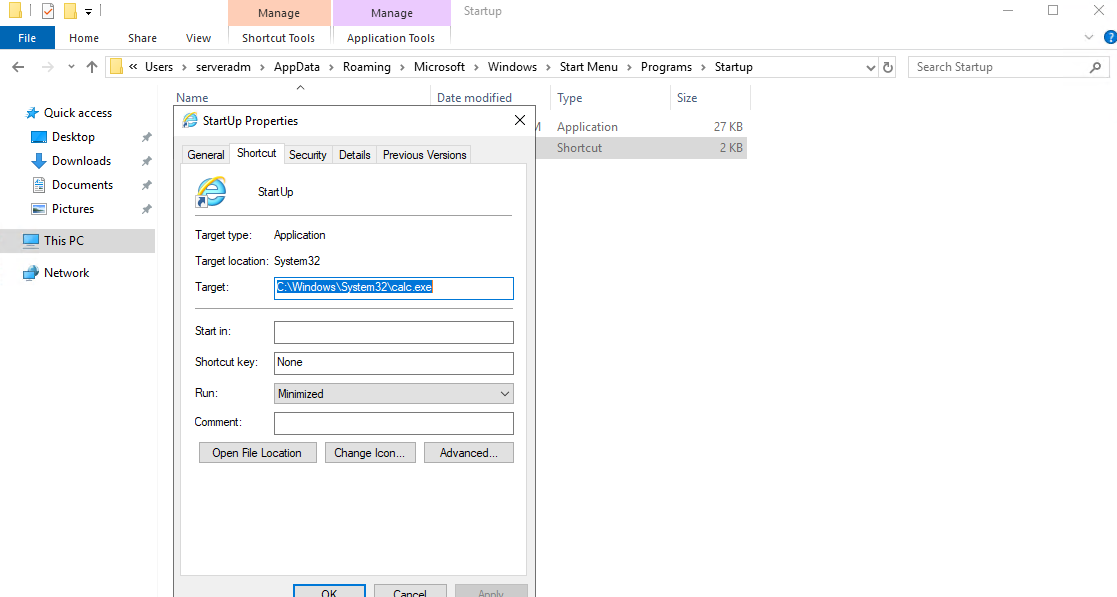 Manage Manage Startup
File Home Share View Shortcut Tools Application Tools
« Users > serveradm > AppData > Roaming > Microsoft > Windows > Start Menu > Programs > Startup Search Startup
Name Date modified Type Size
Quick access
Desktop
Downloads
Documents
Pictures
This PC
Network
M Application 27 KB
Shortcut 2 KB
StartUp Properties
General Shortcut Security Details Previous Versions
StartUp
Target type: Application
Target location: System32
Target: C:\Windows\System32\calc.exe
Start in:
Shortcut key: None
Run: Minimized
Comment:
Open File Location Change Icon... Advanced...
OK Cancel Apply